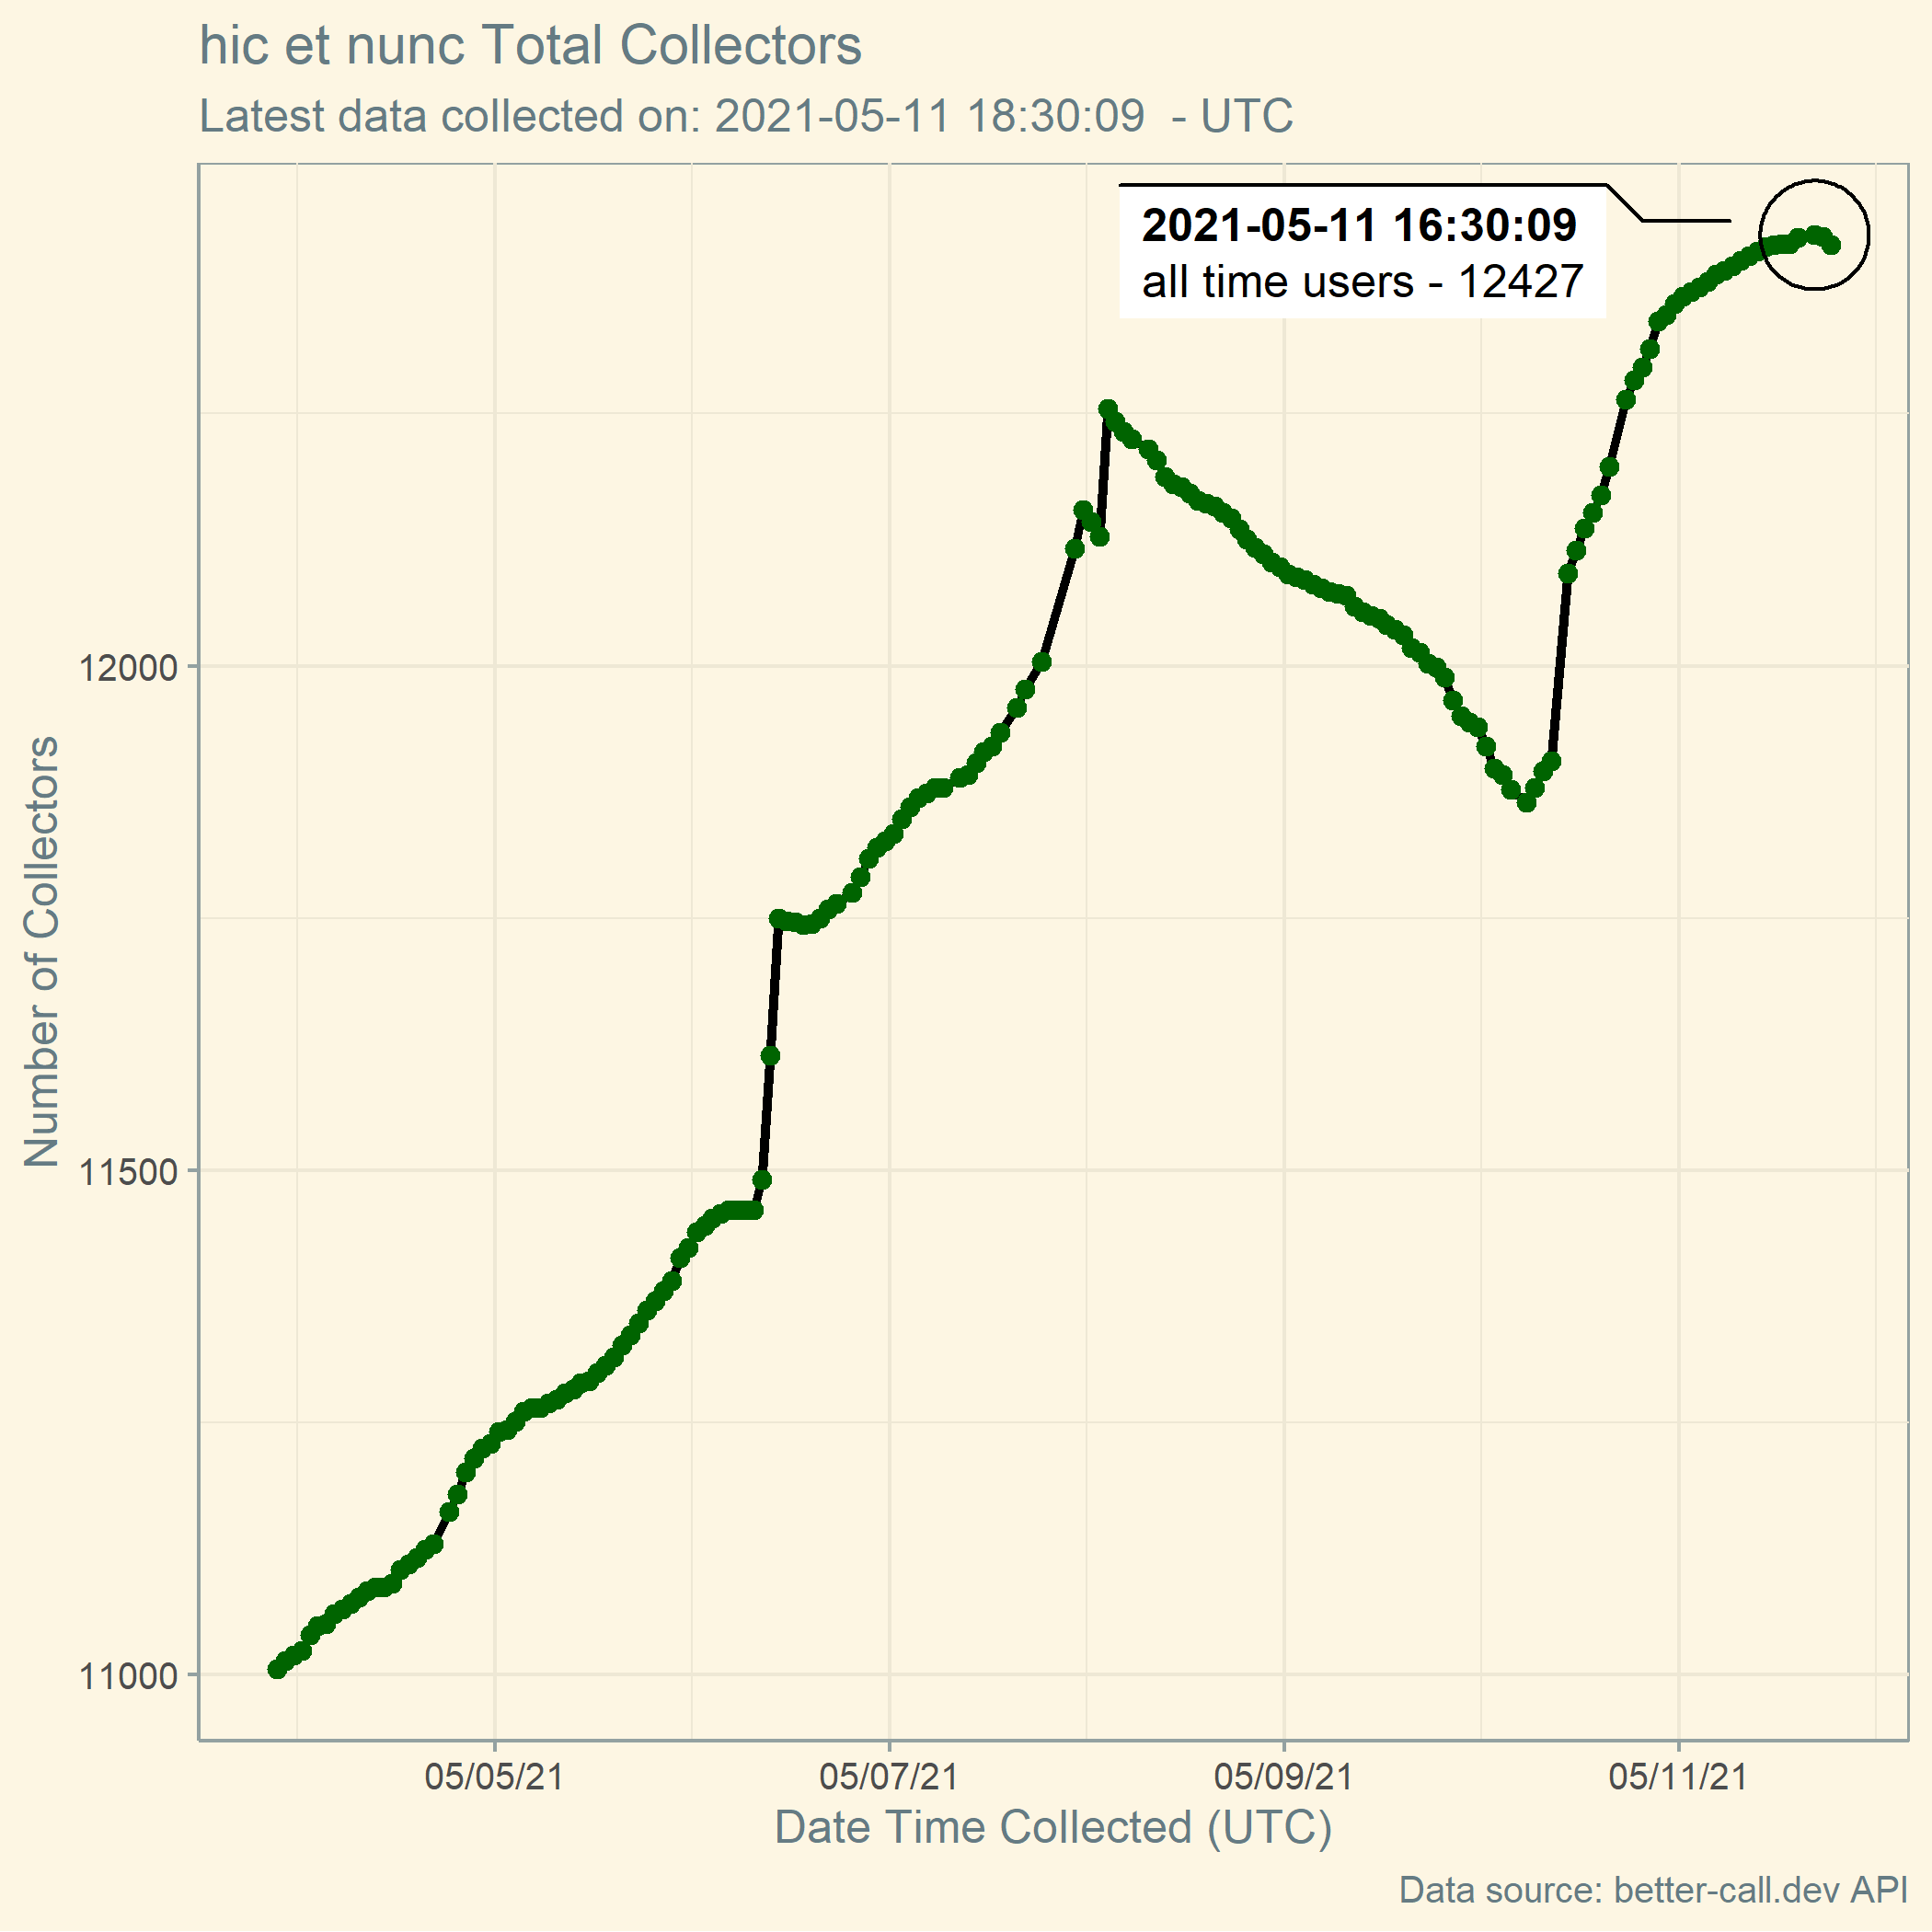 hic et nunc Total Collectors
Latest data collected on: 2021-05-11 18:30:09  - UTC
2021-05-11 16:30:09
all time users - 12427
Number of Collectors
12000
11500
11000
05/05/21
05/07/21
05/09/21
05/11/21
Date Time Collected (UTC)
Data source: better-call.dev API